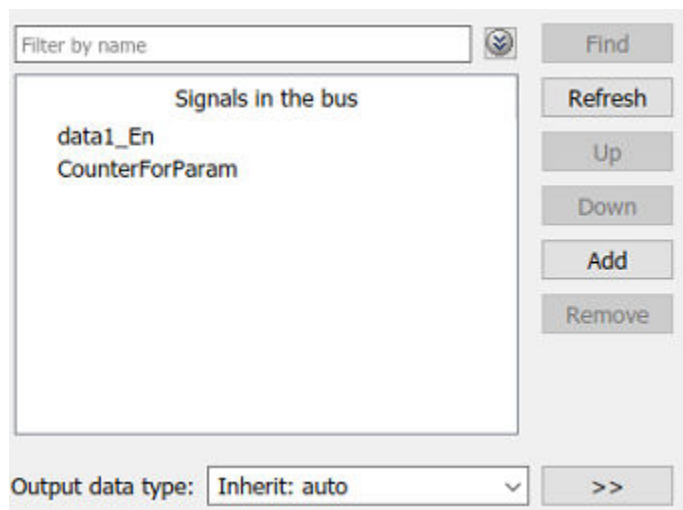 Filter by name
Find
Signals in the bus
Refresh
data1_En
Up
CounterForParam
Down
Add
Remove
Output data type: Inherit: auto
>>